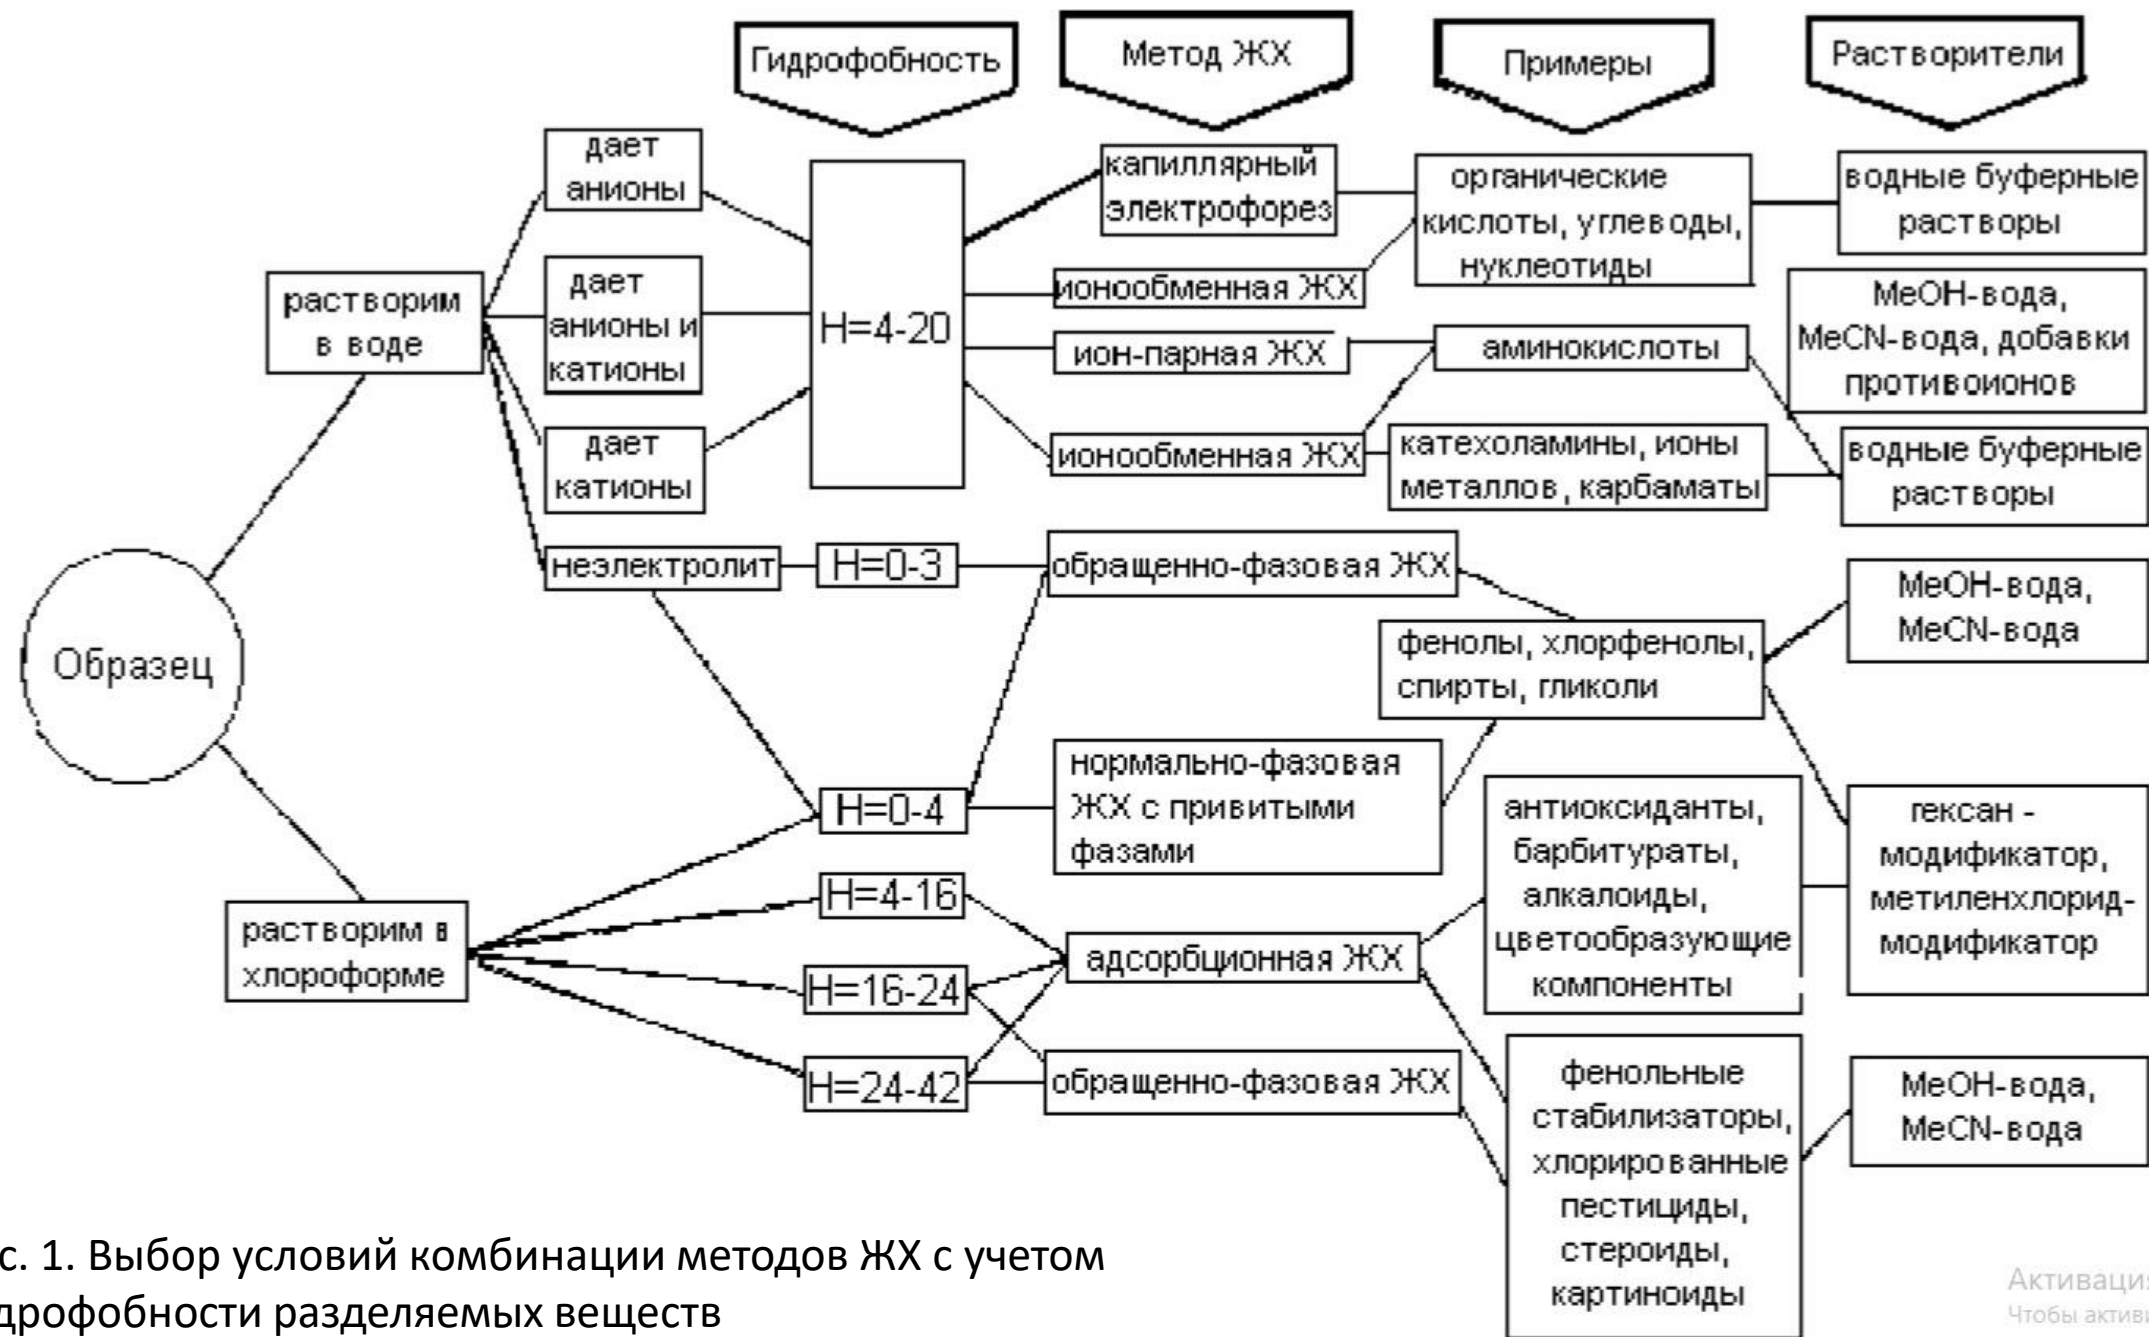 Гидрофобность
Метод ЖХ
Примеры
Растворители
дает
анионы
капиллярный
электрофорез
органические
кислоты, углеводы,
нуклеотиды
водные буферные
растворы
растворим
в воде
дает
анионы и
катионы
H=4-20
ионообменная ЖХ
ион-парная ЖХ
аминокислоты
MeOH-вода,
MeCN-вода, добавки
противоионов
дает
катионы
ионообменная ЖХ
катехоламины, ионы
металлов, карбаматы
водные буферные
растворы
неэлектролит
H=0-3
обращенно-фазовая ЖХ
MeOH-вода,
MeCN-вода
Образец
фенолы, хлорфенолы,
спирты, гликоли
H=0-4
нормально-фазовая
ЖХ с привитыми
фазами
антиоксиданты,
барбитураты,
алкалоиды,
цветообразующие
компоненты
гексан -
модификатор,
метиленхлорид-
модификатор
растворим в
хлороформе
H=4-16
H=16-24
H=24-42
адсорбционная ЖХ
обращенно-фазовая ЖХ
фенольные
стабилизаторы,
хлорированные
пестициды,
стероиды,
картиноиды
MeOH-вода,
MeCN-вода
с. 1. Выбор условий комбинации методов ЖХ с учетом
дрофобности разделяемых веществ
Активация
Чтобы актив